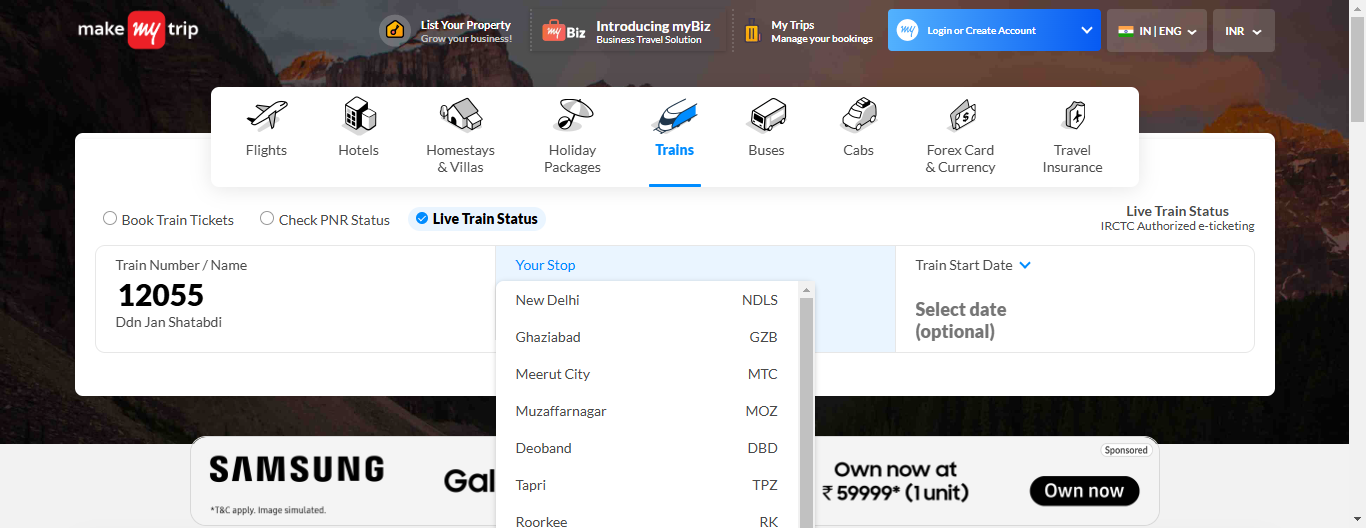 make my trip
List Your Property
Grow your business!
my Biz
Introducing myBiz
Business Travel Solution
My Trips
Manage your bookings
my
Login or Create Account
IN | ENG
INR
Flights
Hotels
Homestays
& Villas
Holiday
Packages
Trains
Buses
Cabs
Forex Card
& Currency
Travel
Insurance
Book Train Tickets
Check PNR Status
Live Train Status
Live Train Status
IRCTC Authorized e-ticketing
Train Number / Name
12055
Ddn Jan Shatabdi
Your Stop
New Delhi NDLS
Ghaziabad GZB
Meerut City MTC
Muzaffarnagar MOZ
Deoband DBD
Tapri TPZ
Roorkee RK
Train Start Date
Select date
(optional)
SAMSUNG
*T&C apply. Image simulated.
Gal
Own now at
₹ 59999* (1 unit)
Sponsored
Own now